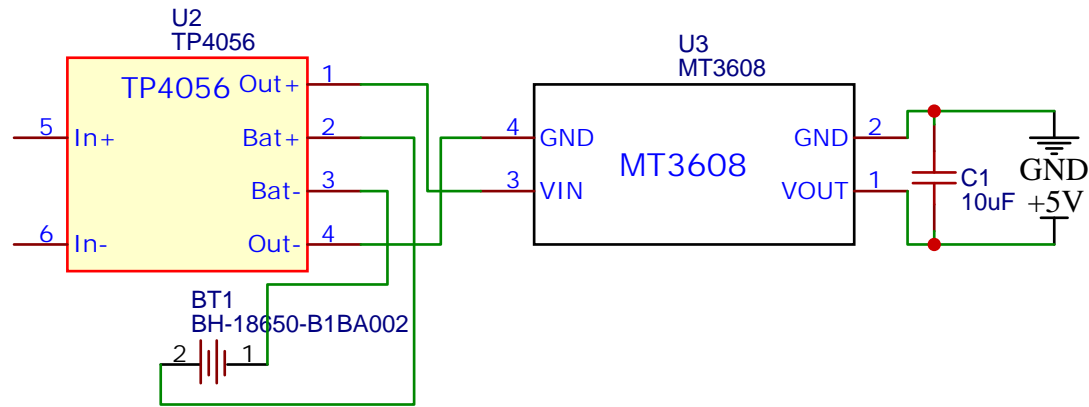 U2
TP4056
TP4056
Out+
1
Bat+
2
Bat-
3
Out-
4
5
In+
6
In-
BT1
BH-18650-B1BA002
2
1
U3
MT3608
4
GND
3
VIN
MT3608
GND
2
VOUT
1
C1
10uF
GND
+5V